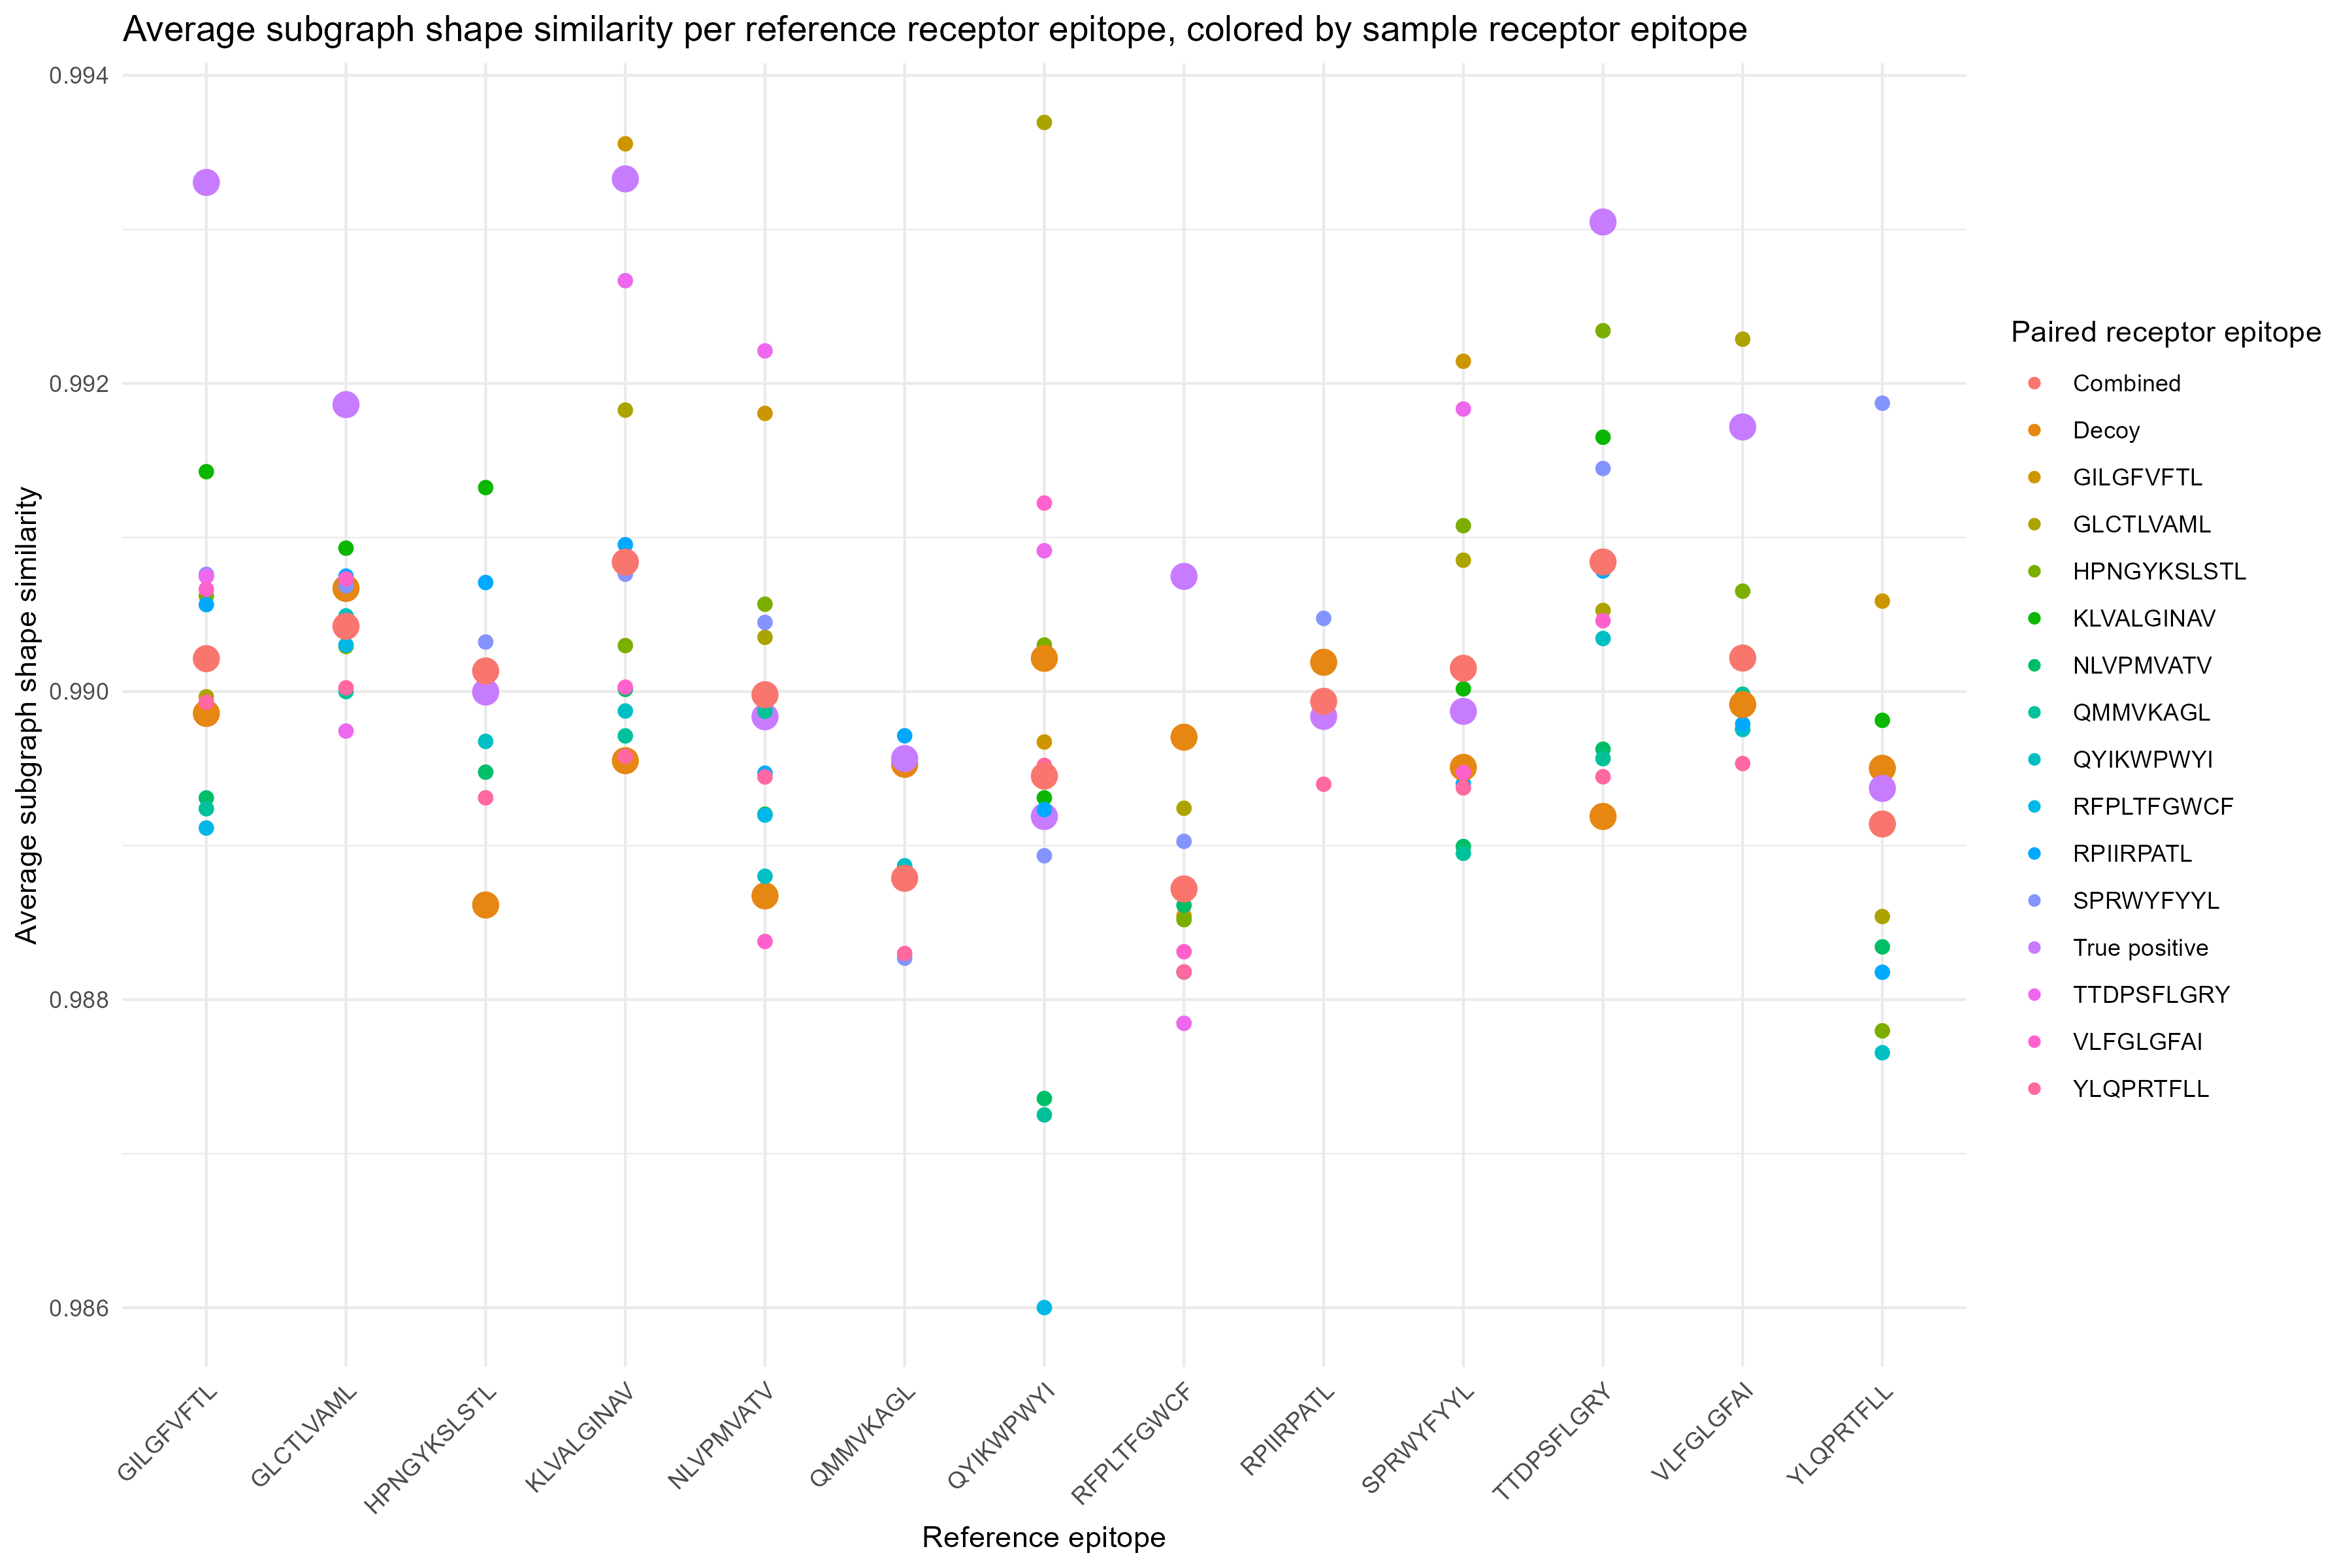 Average subgraph shape similarity per reference receptor epitope, colored by sample receptor epitope
Average subgraph shape similarity
0.994
0.992
0.990
0.988
0.986
GILGFVFTL
GLCTLVAML
HPNGYKSLSTL
KLVALGINAV
NLVPMVATV
QMMVKAGL
QYIKWPWYI
RFPLTFGWCF
RPIIRPATL
SPRWYFYYL
TTDPSFLGRY
VLFGLGFAI
YLQPRTFLL
Reference epitope
Paired receptor epitope
Combined
Decoy
GILGFVFTL
GLCTLVAML
HPNGYKSLSTL
KLVALGINAV
NLVPMVATV
QMMVKAGL
QYIKWPWYI
RFPLTFGWCF
RPIIRPATL
SPRWYFYYL
True positive
TTDPSFLGRY
VLFGLGFAI
YLQPRTFLL